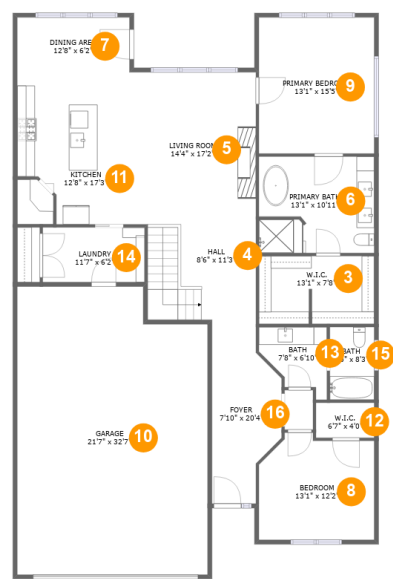 DINING AREA
12'8" x 6'2"
7
PRIMARY BEDROOM
13'1" x 15'5"
9
LIVING ROOM
14'4" x 17'2"
5
KITCHEN
12'8" x 17'3"
11
PRIMARY BATH
13'1" x 10'11"
6
LAUNDRY
11'7" x 6'2"
14
HALL
8'6" x 11'3"
4
W.I.C.
13'1" x 7'8"
3
BATH
7'8" x 6'10"
13
BATH
8'3"
15
FOYER
7'10" x 20'4"
16
W.I.C.
6'7" x 4'0"
12
GARAGE
21'7" x 32'7"
10
BEDROOM
13'1" x 12'2"
8